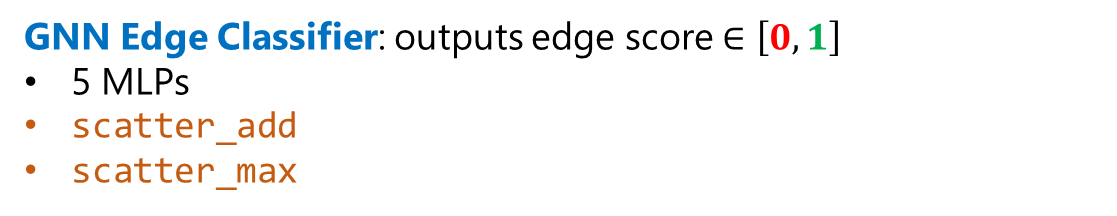 GNN Edge Classifier: outputs edge score ∈ [0, 1]
• 5 MLPs
• scatter_add
• scatter_max